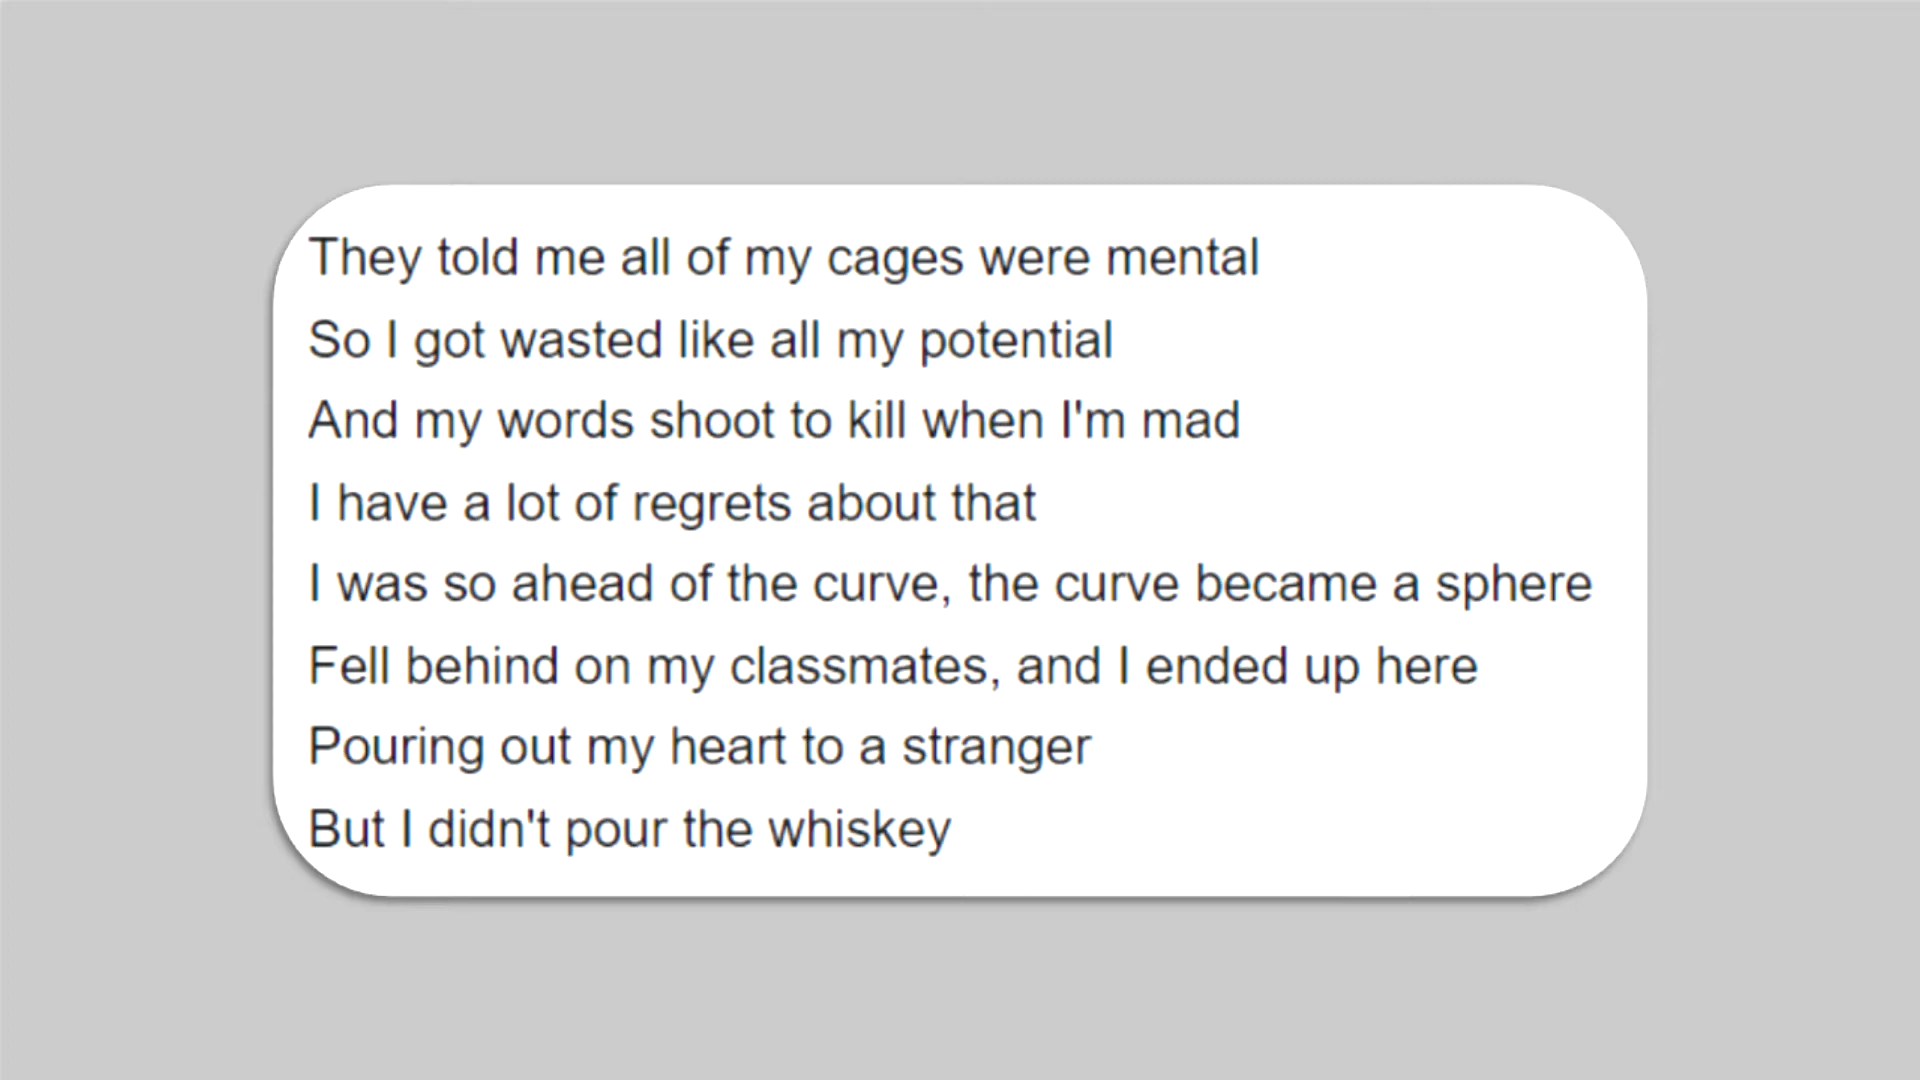 They told me all of my cages were mental
So I got wasted like all my potential
And my words shoot to kill when I'm mad
I have a lot of regrets about that
I was so ahead of the curve, the curve became a sphere
Fell behind on my classmates, and I ended up here
Pouring out my heart to a stranger
But I didn't pour the whiskey